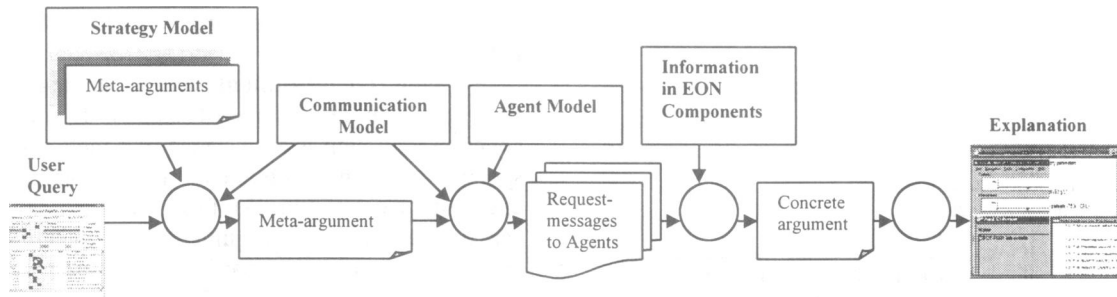 Strategy Model
Meta-arguments
Communication
Model
Agent Model
Information
in EON
Components
Explanation
User
Query
Meta-argument
Request-
messages
to Agents
Concrete
argument